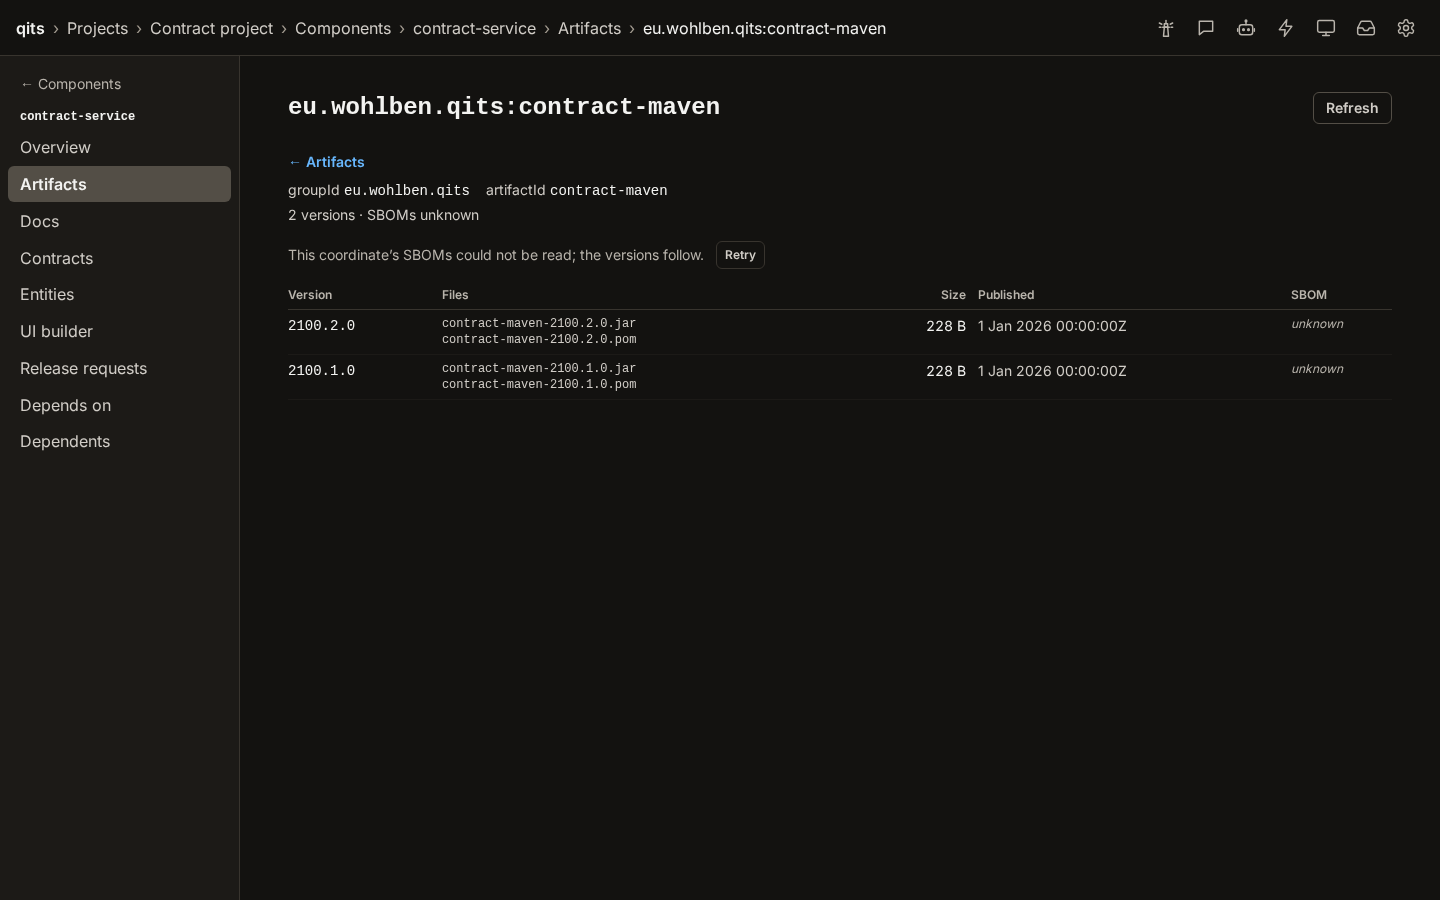 qits › Projects › Contract project › Components › contract-service › Artifacts › eu.wohlben.qits:contract-maven
← Components
contract-service
Overview
Artifacts
Docs
Contracts
Entities
UI builder
Release requests
Depends on
Dependents
eu.wohlben.qits:contract-maven
Refresh
← Artifacts
groupId eu.wohlben.qits artifactId contract-maven
2 versions · SBOMs unknown
This coordinate’s SBOMs could not be read; the versions follow. Retry
Version Files Size Published SBOM
2100.2.0 contract-maven-2100.2.0.jar 228 B 1 Jan 2026 00:00:00Z unknown
contract-maven-2100.2.0.pom
2100.1.0 contract-maven-2100.1.0.jar 228 B 1 Jan 2026 00:00:00Z unknown
contract-maven-2100.1.0.pom